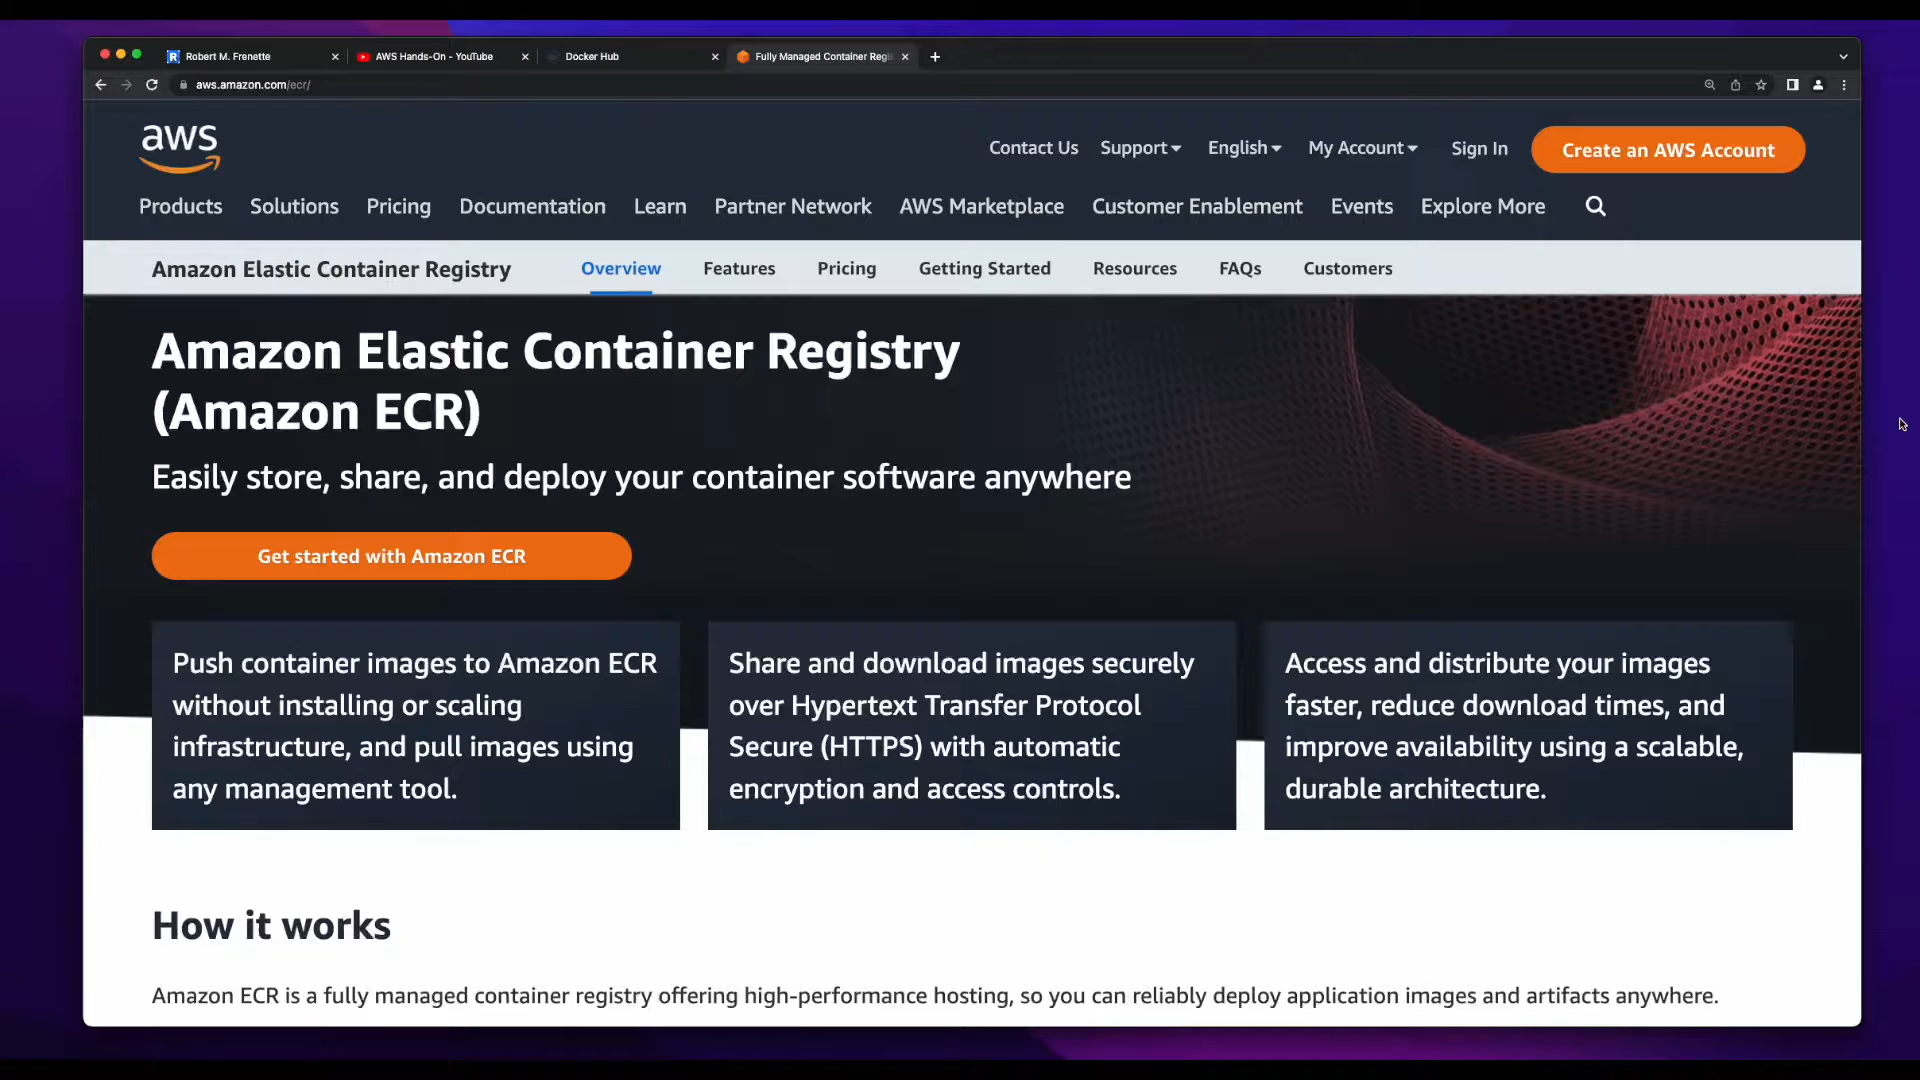 Robert M. Frenette
AWS Hands-On - YouTube
Docker Hub
Fully Managed Container Regi
aws.amazon.com/ecr/
aws
Contact Us Support English My Account Sign In Create an AWS Account
Products Solutions Pricing Documentation Learn Partner Network AWS Marketplace Customer Enablement Events Explore More
Amazon Elastic Container Registry Overview Features Pricing Getting Started Resources FAQs Customers
Amazon Elastic Container Registry
(Amazon ECR)
Easily store, share, and deploy your container software anywhere
Get started with Amazon ECR
Push container images to Amazon ECR
without installing or scaling
infrastructure, and pull images using
any management tool.
Share and download images securely
over Hypertext Transfer Protocol
Secure (HTTPS) with automatic
encryption and access controls.
Access and distribute your images
faster, reduce download times, and
improve availability using a scalable,
durable architecture.
How it works
Amazon ECR is a fully managed container registry offering high-performance hosting, so you can reliably deploy application images and artifacts anywhere.